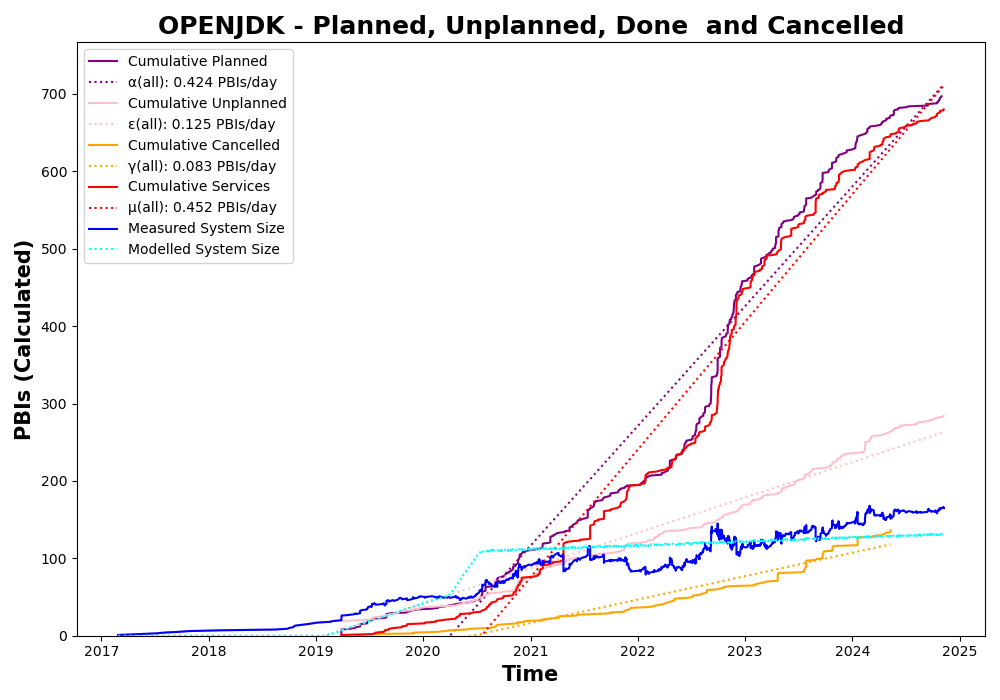 OPENJDK - Planned, Unplanned, Done  and Cancelled
Cumulative Planned
α(all): 0.424 PBIs/day
Cumulative Unplanned
ε(all): 0.125 PBIs/day
Cumulative Cancelled
γ(all): 0.083 PBIs/day
Cumulative Services
μ(all): 0.452 PBIs/day
Measured System Size
Modelled System Size
PBIs (Calculated)
700
600
500
400
300
200
100
0
2017 2018 2019 2020 2021 2022 2023 2024 2025
Time